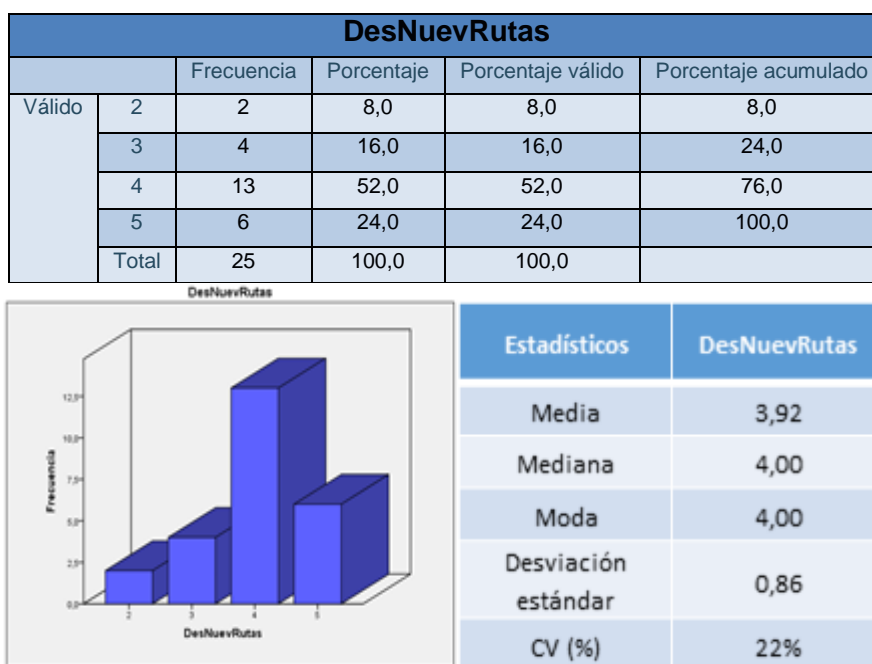 DesNuevRutas
Frecuencia Porcentaje Porcentaje válido Porcentaje acumulado
Válido 2 2 8,0 8,0 8,0
3 4 16,0 16,0 24,0
4 13 52,0 52,0 76,0
5 6 24,0 24,0 100,0
Total 25 100,0 100,0
DesNuevRutas
12,5
10,0
7,5
5,0
2,5
0,0
Frecuencia
2 3 4 5
DesNuevRutas
Estadísticos DesNuevRutas
Media 3,92
Mediana 4,00
Moda 4,00
Desviación
estándar 0,86
CV (%) 22%